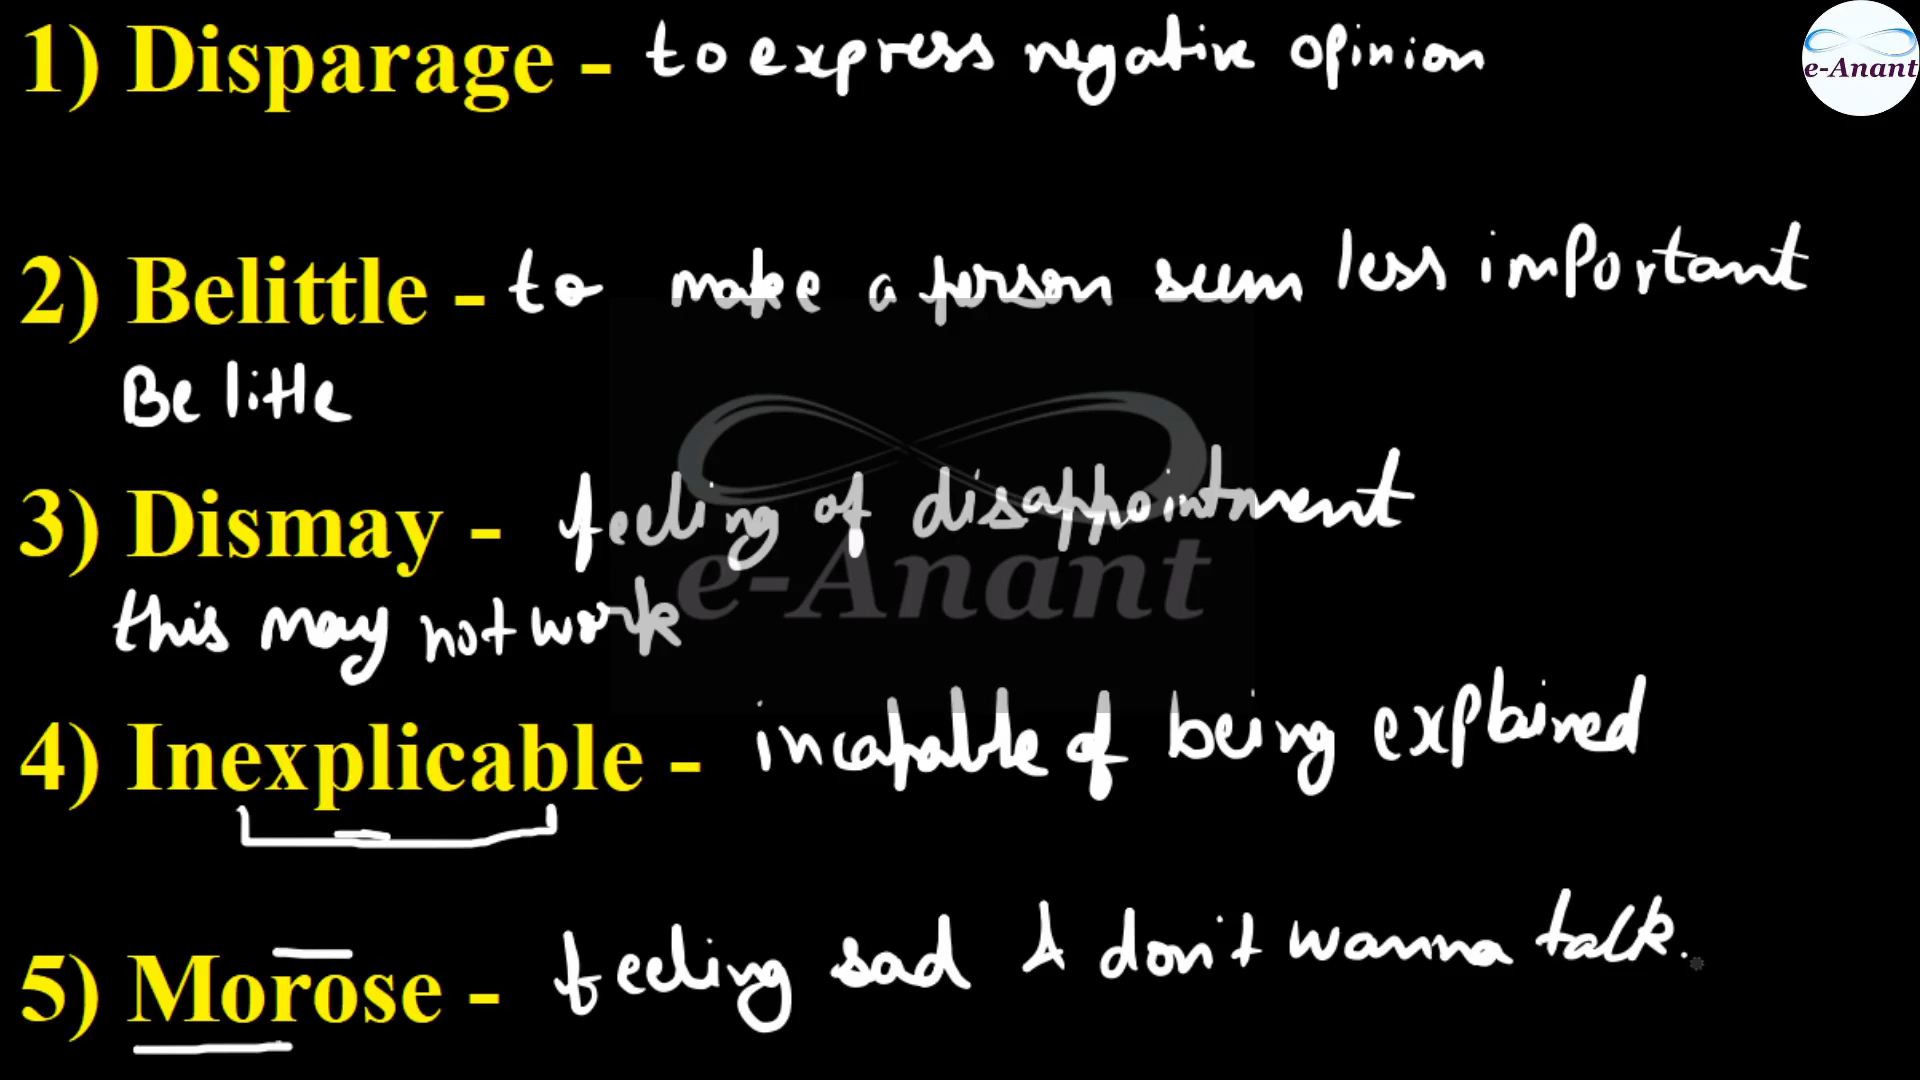 1) Disparage - to express negative opinion
e-Anant
2) Belittle - to make a person seem less important
Be little
3) Dismay - feeling of disappointment
e-Anant
this may not work
4) Inexplicable - incapable of being explained
5) Morose - feeling sad & don't wanna talk.